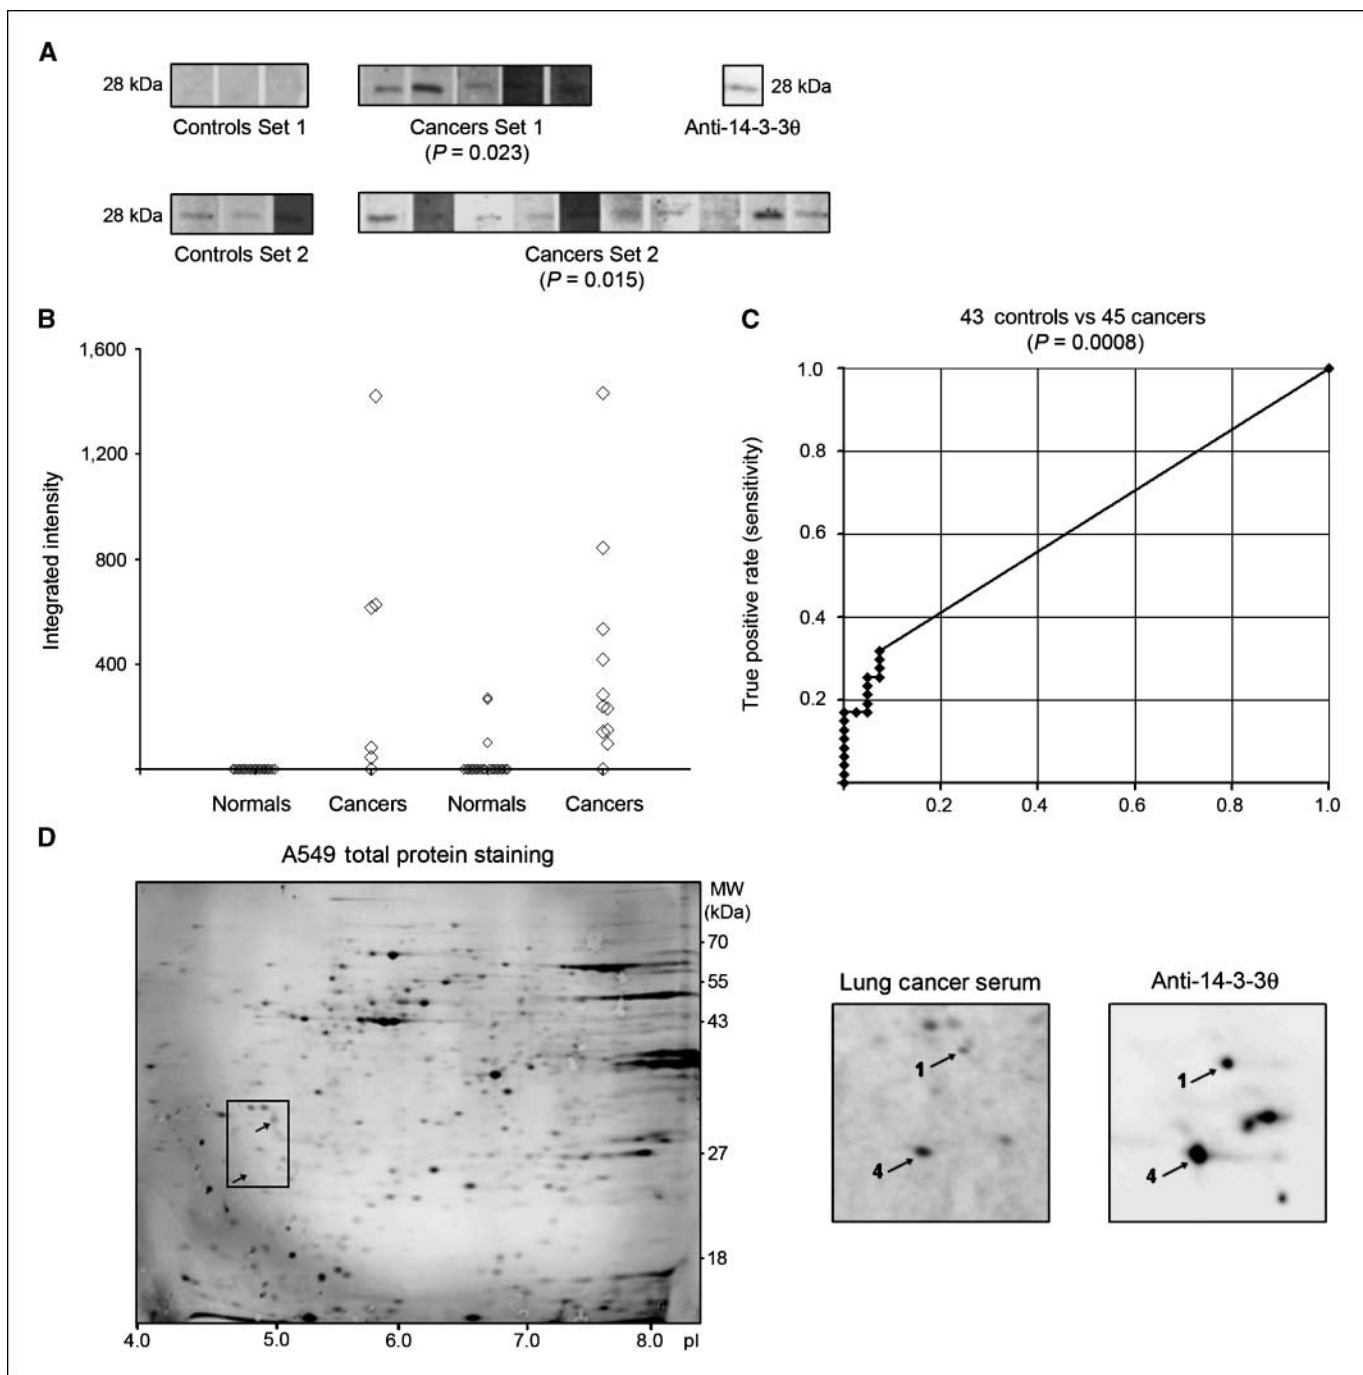 A
28 kDa
Controls Set 1
Cancers Set 1
(P = 0.023)
28 kDa
Anti-14-3-3θ
28 kDa
Controls Set 2
Cancers Set 2
(P = 0.015)
B
1,600
1,200
800
400
Integrated intensity
Normals Cancers Normals Cancers
C
43 controls vs 45 cancers
(P = 0.0008)
1.0
0.8
0.6
0.4
0.2
True positive rate (sensitivity)
0.2 0.4 0.6 0.8 1.0
D
A549 total protein staining
MW
(kDa)
70
55
43
27
18
4.0 5.0 6.0 7.0 8.0 pI
Lung cancer serum
1
4
Anti-14-3-3θ
1
4